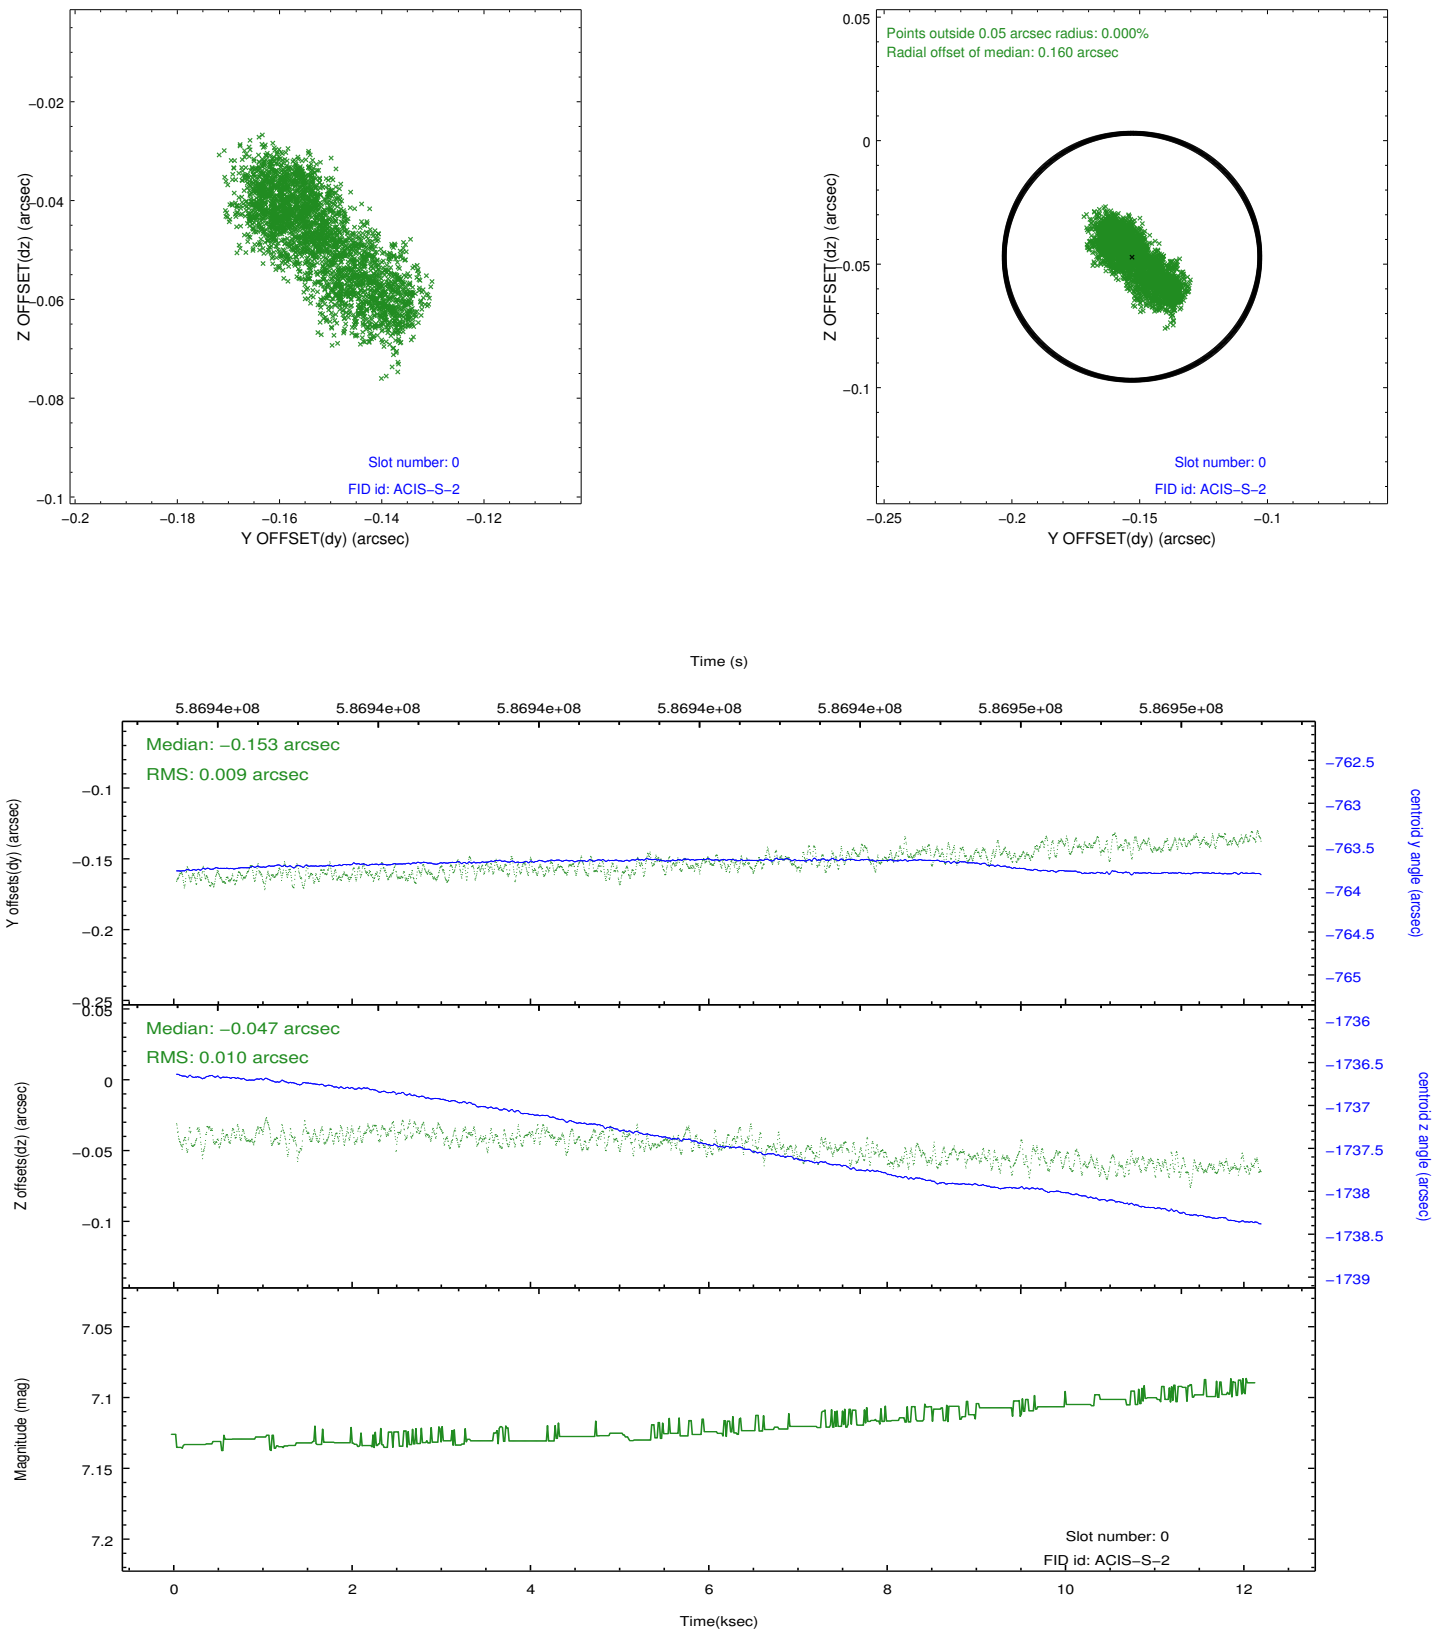 −0.02
−0.04
−0.06
−0.08
−0.1
Z OFFSET(dz) (arcsec)
−0.2 −0.18 −0.16 −0.14 −0.12
Y OFFSET(dy) (arcsec)
Slot number: 0
FID id: ACIS−S−2
0.05
0
−0.05
−0.1
Z OFFSET(dz) (arcsec)
Points outside 0.05 arcsec radius: 0.000%
Radial offset of median: 0.160 arcsec
Slot number: 0
FID id: ACIS−S−2
−0.25 −0.2 −0.15 −0.1
Y OFFSET(dy) (arcsec)
Time (s)
5.8694e+08 5.8694e+08 5.8694e+08 5.8694e+08 5.8694e+08 5.8695e+08 5.8695e+08
Median: −0.153 arcsec
RMS: 0.009 arcsec
Y offsets(dy) (arcsec)
−0.1
−0.15
−0.2
−0.25
−762.5
−763
−763.5
−764
−764.5
−765
centroid y angle (arcsec)
Median: −0.047 arcsec
RMS: 0.010 arcsec
Z offsets(dz) (arcsec)
0.05
0
−0.05
−0.1
−1736
−1736.5
−1737
−1737.5
−1738
−1738.5
−1739
centroid z angle (arcsec)
Magnitude (mag)
7.05
7.1
7.15
7.2
Slot number: 0
FID id: ACIS−S−2
0 2 4 6 8 10 12
Time(ksec)